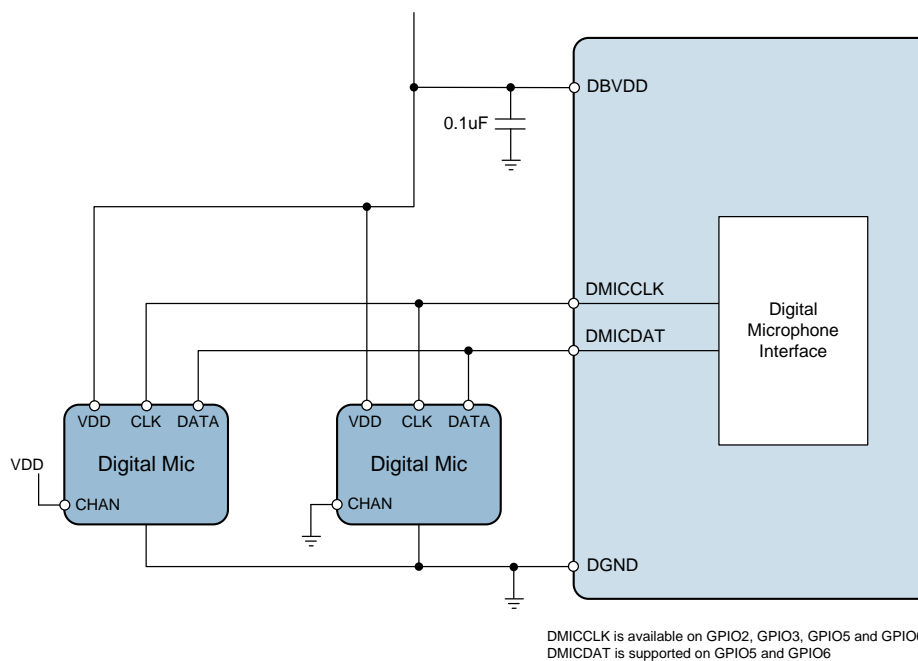 DBVDD
0.1uF
DMICCLK
DMICDAT
Digital
Microphone
Interface
VDD CLK DATA
Digital Mic
VDD
CHAN
VDD CLK DATA
Digital Mic
CHAN
DGND
DMICCLK is available on GPIO2, GPIO3, GPIO5 and GPIO6
DMICDAT is supported on GPIO5 and GPIO6